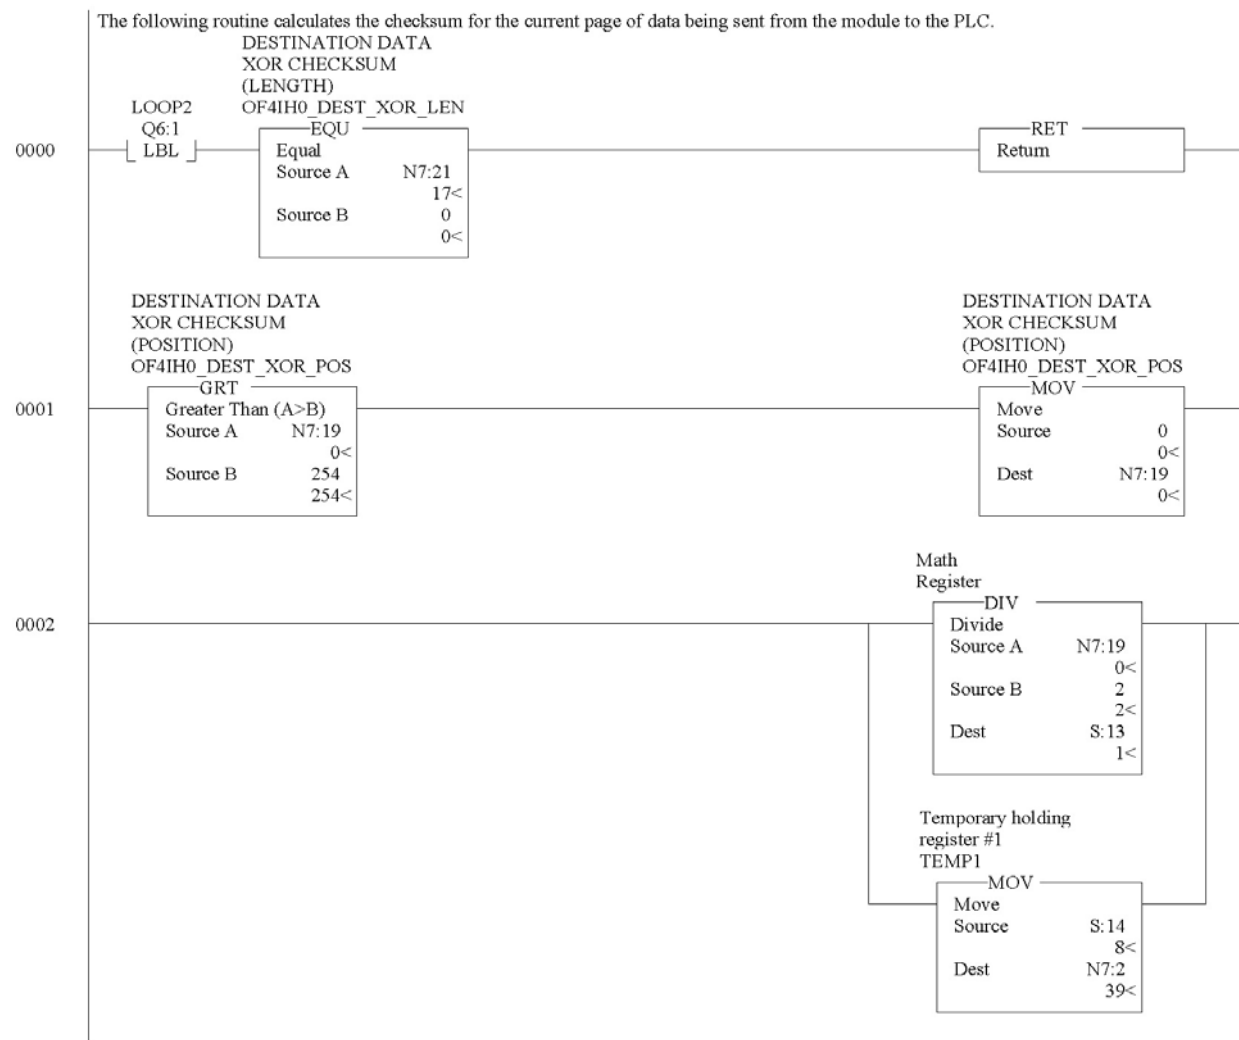 The following routine calculates the checksum for the current page of data being sent from the module to the PLC.
DESTINATION DATA
XOR CHECKSUM
(LENGTH)
LOOP2 OF4IH0_DEST_XOR_LEN
Q6:1 EQU RET
0000 LBL Equal Return
Source A N7:21
17<
Source B 0
0<
DESTINATION DATA DESTINATION DATA
XOR CHECKSUM XOR CHECKSUM
(POSITION) (POSITION)
OF4IH0_DEST_XOR_POS OF4IH0_DEST_XOR_POS
GRT MOV
0001 Greater Than (A>B) Move
Source A N7:19 Source 0
0< 0<
Source B 254 Dest N7:19
254< 0<
Math
Register
DIV
0002 Divide
Source A N7:19
0<
Source B 2
2<
Dest S:13
1<
Temporary holding
register #1
TEMP1
MOV
Move
Source S:14
8<
Dest N7:2
39<